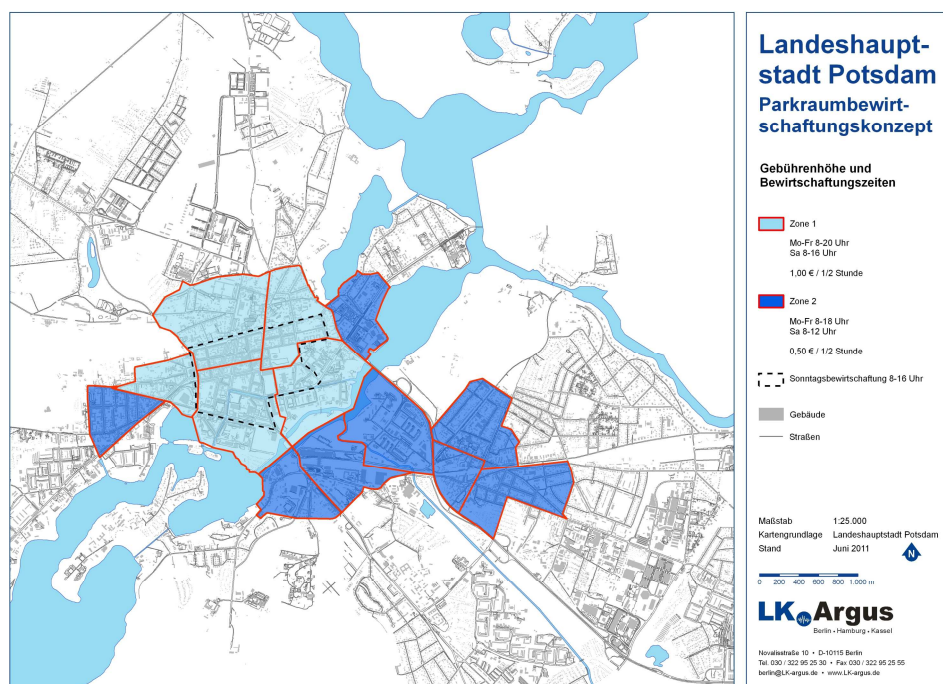 Landeshaupt-
stadt Potsdam
Parkraumbewirt-
schaftungskonzept
Gebührenhöhe und
Bewirtschaftungszeiten
Zone 1
Mo-Fr 8-20 Uhr
Sa 8-16 Uhr
1,00 € / 1/2 Stunde
Zone 2
Mo-Fr 8-18 Uhr
Sa 8-12 Uhr
0,50 € / 1/2 Stunde
Sonntagsbewirtschaftung 8-16 Uhr
Gebäude
Straßen
Maßstab 1:25.000
Kartengrundlage Landeshauptstadt Potsdam
Stand Juni 2011
N
0 200 400 600 800 1.000 m
LK Argus
Berlin • Hamburg • Kassel
Novalisstraße 10 • D-10115 Berlin
Tel. 030 / 322 95 25 30 • Fax 030 / 322 95 25 55
berlin@LK-argus.de • www.LK-argus.de